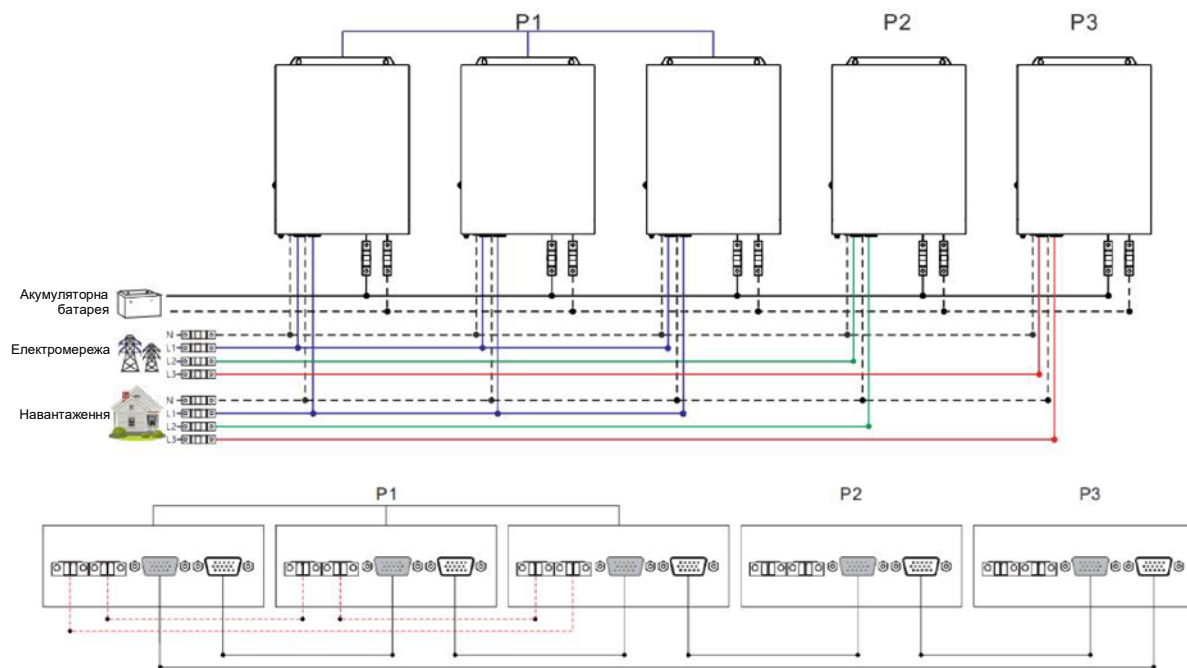 P1
P2
P3
Акумуляторна
батарея
Електромережа
N
L1
L2
L3
Навантаження
N
L1
L2
L3
P1
P2
P3